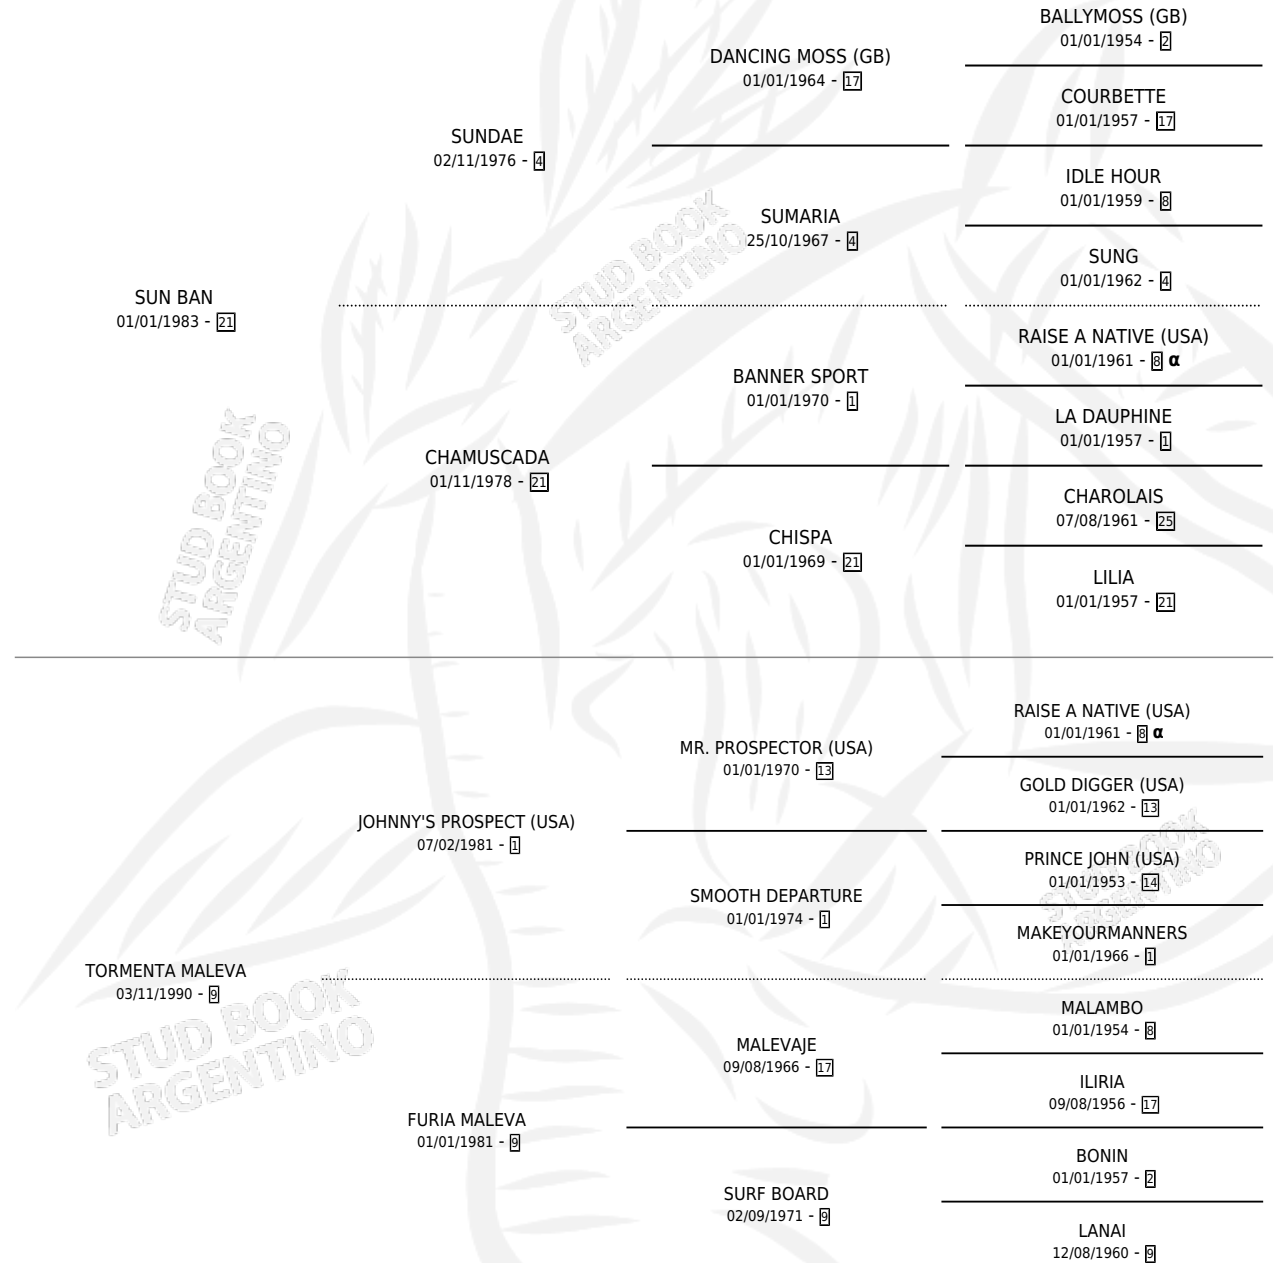 BALLYMOSS (GB)
01/01/1954 - 2
DANCING MOSS (GB)
01/01/1964 - 17
COURBETTE
01/01/1957 - 17
SUNDAE
02/11/1976 - 4
IDLE HOUR
01/01/1959 - 8
SUMARIA
25/10/1967 - 4
SUNG
01/01/1962 - 4
SUN BAN
01/01/1983 - 21
RAISE A NATIVE (USA)
01/01/1961 - 8 α
BANNER SPORT
01/01/1970 - 1
LA DAUPHINE
01/01/1957 - 1
CHAMUSCADA
01/11/1978 - 21
CHAROLAIS
07/08/1961 - 25
CHISPA
01/01/1969 - 21
LILIA
01/01/1957 - 21
STUD BOOK
ARGENTINO
STUD BOOK
ARGENTINO
RAISE A NATIVE (USA)
01/01/1961 - 8 α
MR. PROSPECTOR (USA)
01/01/1970 - 13
GOLD DIGGER (USA)
01/01/1962 - 13
JOHNNY'S PROSPECT (USA)
07/02/1981 - 1
PRINCE JOHN (USA)
01/01/1953 - 14
SMOOTH DEPARTURE
01/01/1974 - 1
MAKEYOURMANNERS
01/01/1966 - 1
TORMENTA MALEVA
03/11/1990 - 9
MALAMBO
01/01/1954 - 8
MALEVAJE
09/08/1966 - 17
ILIRIA
09/08/1956 - 17
FURIA MALEVA
01/01/1981 - 9
BONIN
01/01/1957 - 2
SURF BOARD
02/09/1971 - 9
LANAI
12/08/1960 - 9
STUD BOOK
ARGENTINO
STUD BOOK
ARGENTINO